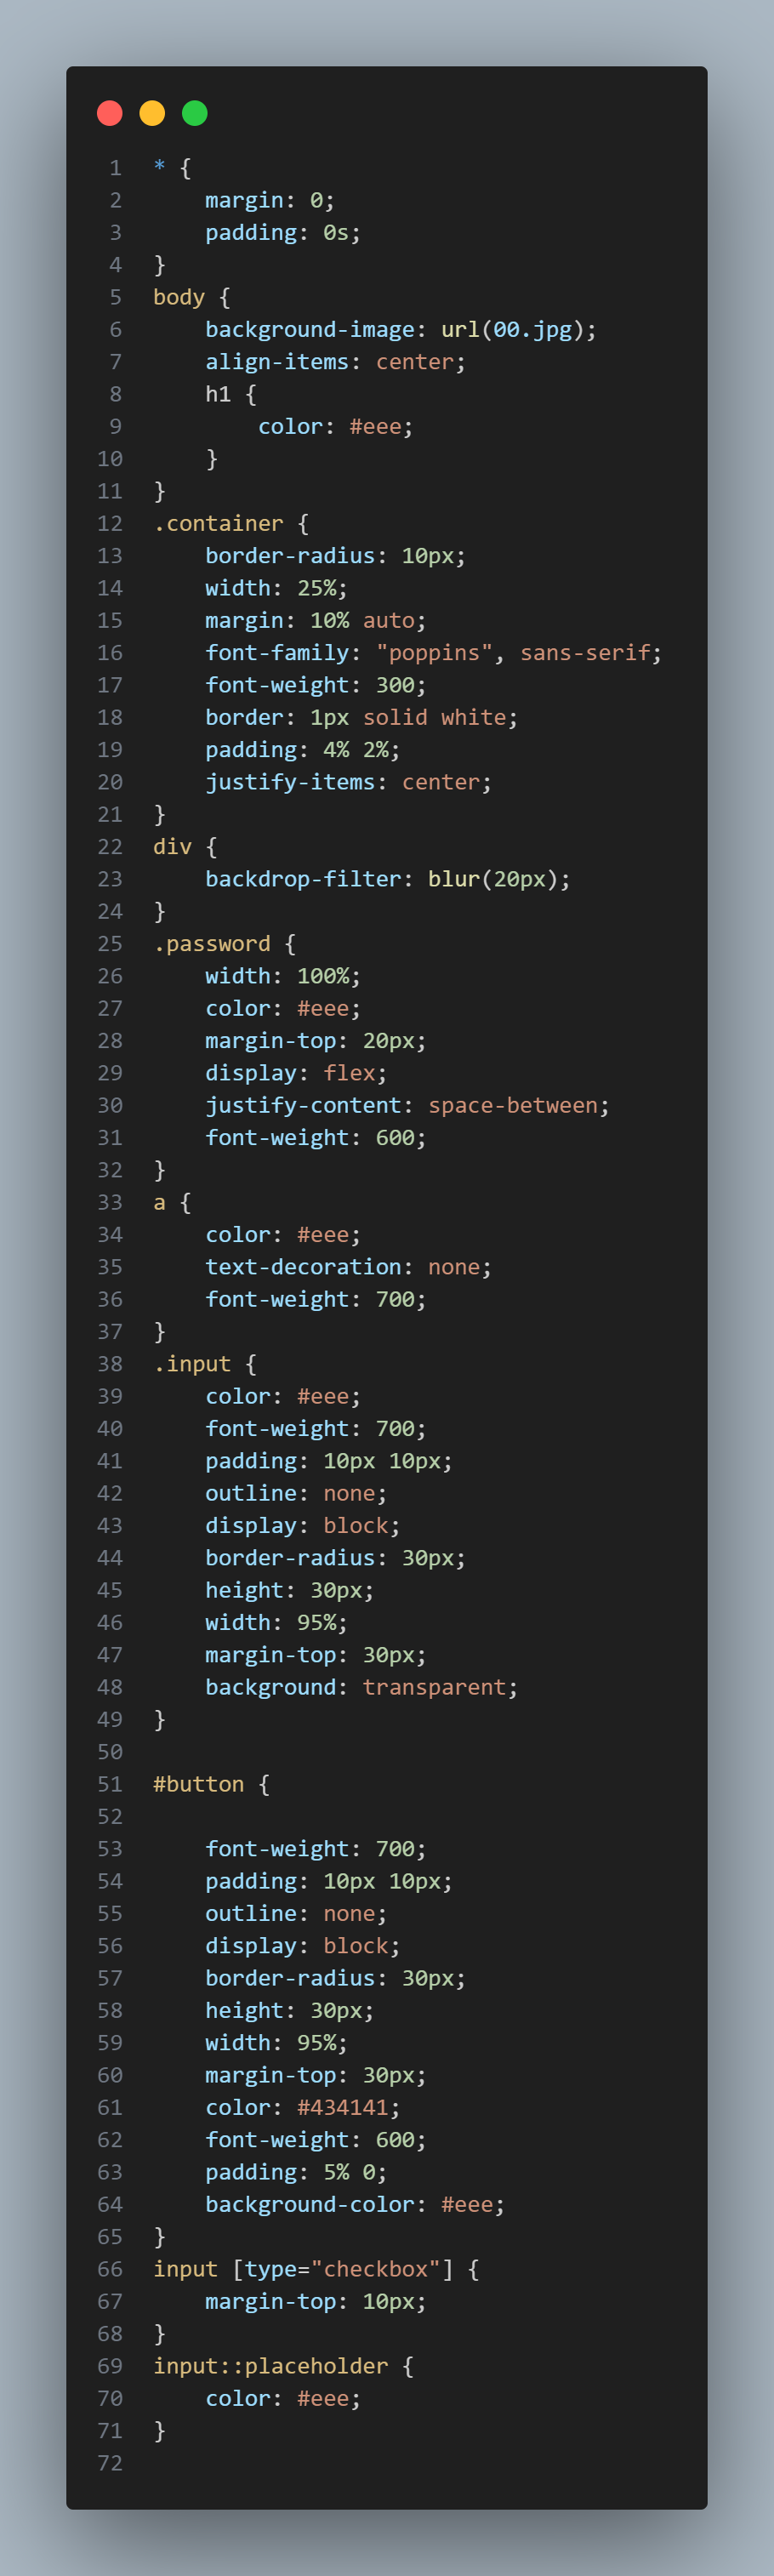 1 * {
2     margin: 0;
3     padding: 0s;
4 }
5 body {
6     background-image: url(00.jpg);
7     align-items: center;
8     h1 {
9         color: #eee;
10     }
11 }
12 .container {
13     border-radius: 10px;
14     width: 25%;
15     margin: 10% auto;
16     font-family: "poppins", sans-serif;
17     font-weight: 300;
18     border: 1px solid white;
19     padding: 4% 2%;
20     justify-items: center;
21 }
22 div {
23     backdrop-filter: blur(20px);
24 }
25 .password {
26     width: 100%;
27     color: #eee;
28     margin-top: 20px;
29     display: flex;
30     justify-content: space-between;
31     font-weight: 600;
32 }
33 a {
34     color: #eee;
35     text-decoration: none;
36     font-weight: 700;
37 }
38 .input {
39     color: #eee;
40     font-weight: 700;
41     padding: 10px 10px;
42     outline: none;
43     display: block;
44     border-radius: 30px;
45     height: 30px;
46     width: 95%;
47     margin-top: 30px;
48     background: transparent;
49 }
50
51 #button {
52
53     font-weight: 700;
54     padding: 10px 10px;
55     outline: none;
56     display: block;
57     border-radius: 30px;
58     height: 30px;
59     width: 95%;
60     margin-top: 30px;
61     color: #434141;
62     font-weight: 600;
63     padding: 5% 0;
64     background-color: #eee;
65 }
66 input [type="checkbox"] {
67     margin-top: 10px;
68 }
69 input::placeholder {
70     color: #eee;
71 }
72